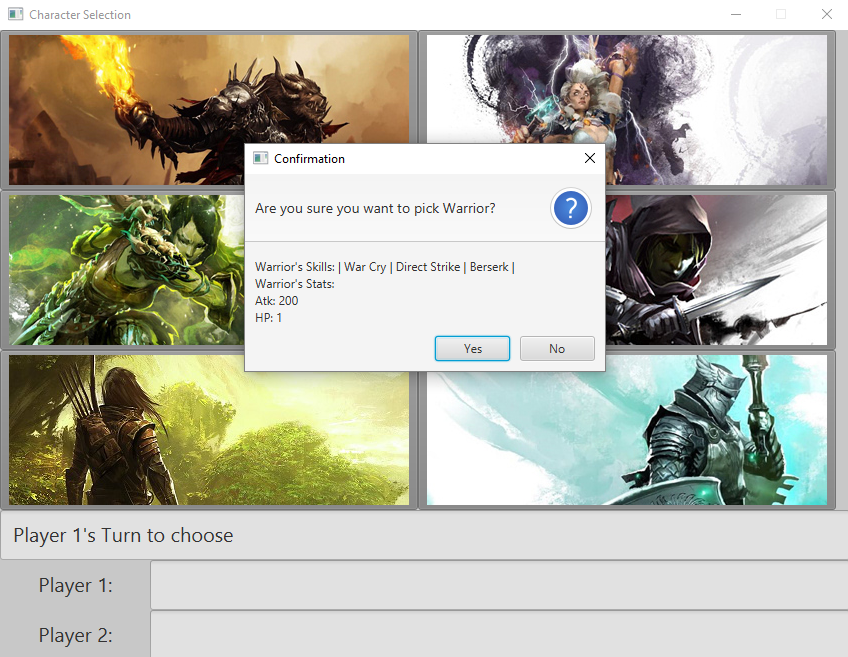 Character Selection
Confirmation
Are you sure you want to pick Warrior?
?
Warrior's Skills: | War Cry | Direct Strike | Berserk |
Warrior's Stats:
Atk: 200
HP: 1
Yes No
Player 1's Turn to choose
Player 1:
Player 2: